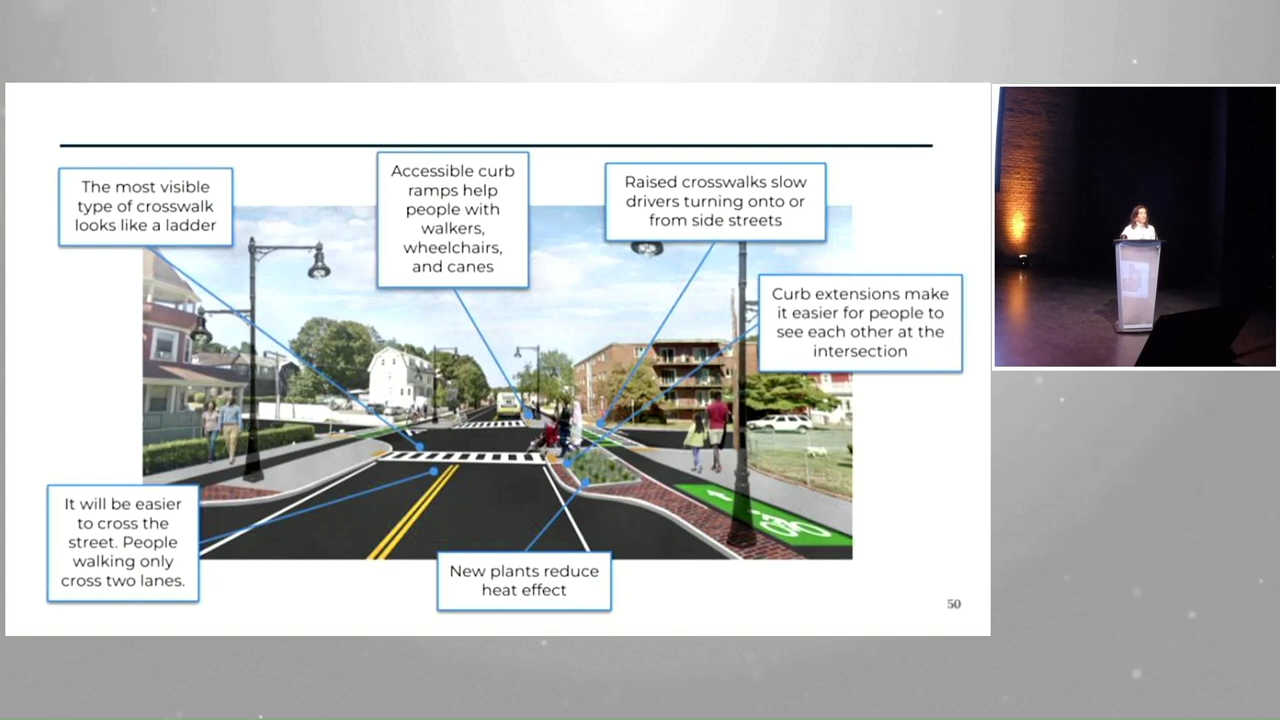 The most visible
type of crosswalk
looks like a ladder
Accessible curb
ramps help
people with
walkers,
wheelchairs,
and canes
Raised crosswalks slow
drivers turning onto or
from side streets
Curb extensions make
it easier for people to
see each other at the
intersection
It will be easier
to cross the
street. People
walking only
cross two lanes.
New plants reduce
heat effect
50